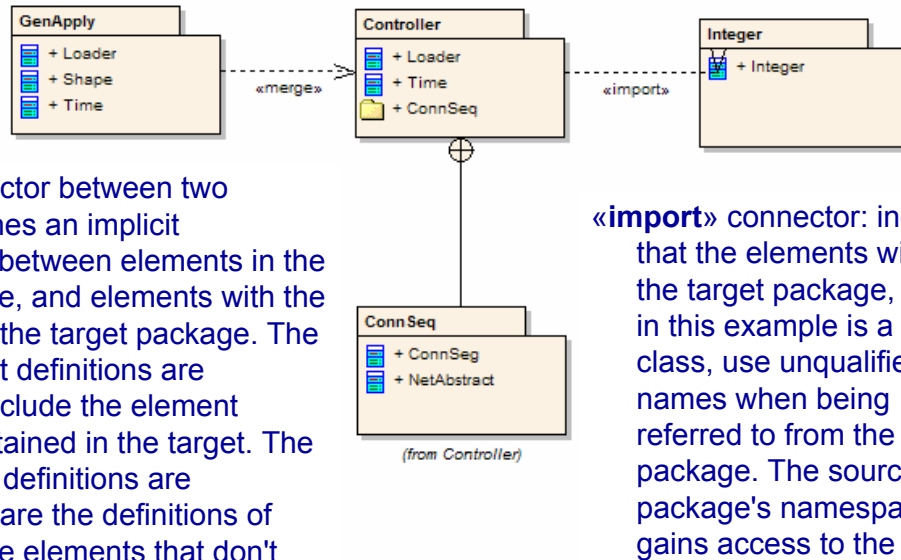 GenApply
+ Loader
+ Shape
+ Time
«merge»
Controller
+ Loader
+ Time
+ ConnSeq
«import»
Integer
+ Integer
ConnSeq
+ ConnSeg
+ NetAbstract
(from Controller)
ctor between two
nes an implicit
between elements in the
e, and elements with the
the target package. The
t definitions are
clude the element
tained in the target. The
definitions are
are the definitions of
e elements that don't
«import» connector: in
that the elements wi
the target package,
in this example is a
class, use unqualifie
names when being
referred to from the
package. The sourc
package's namespa
gains access to the